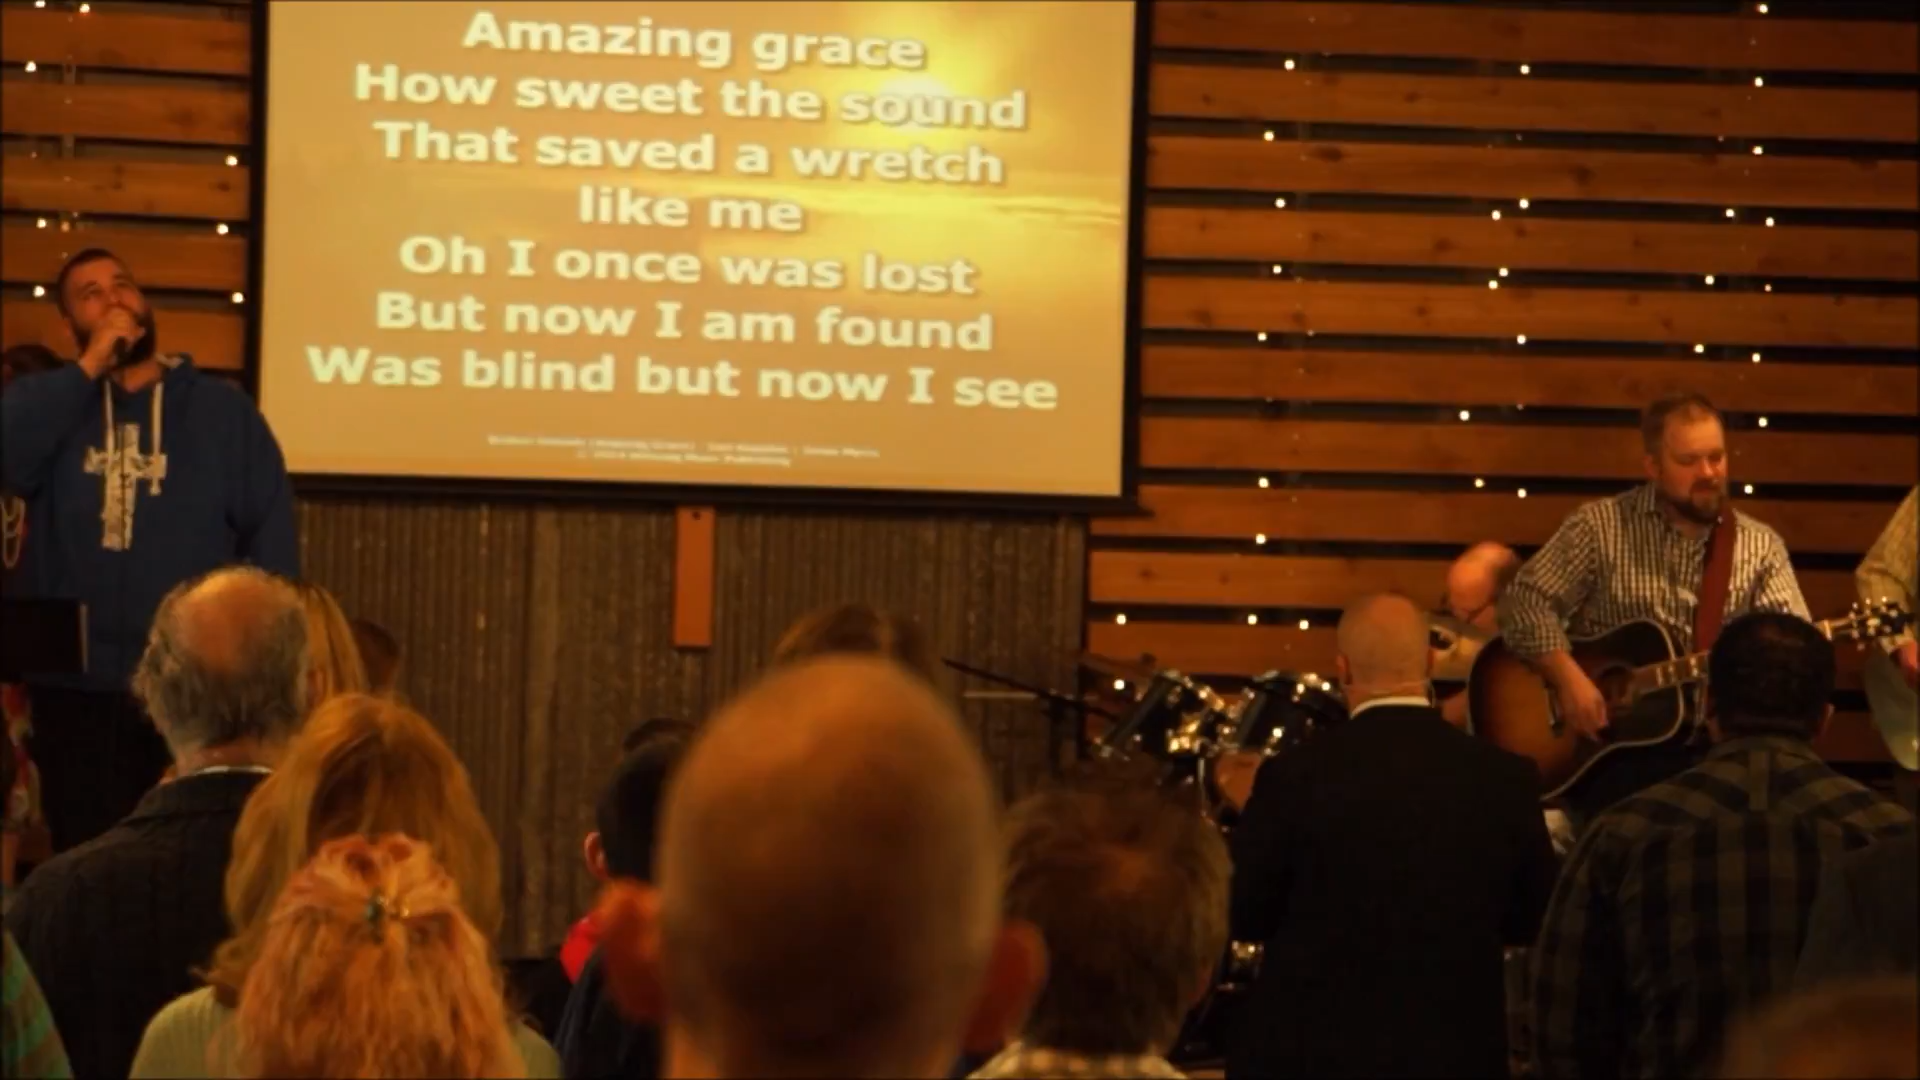 Amazing grace
How sweet the sound
That saved a wretch
like me
Oh I once was lost
But now I am found
Was blind but now I see